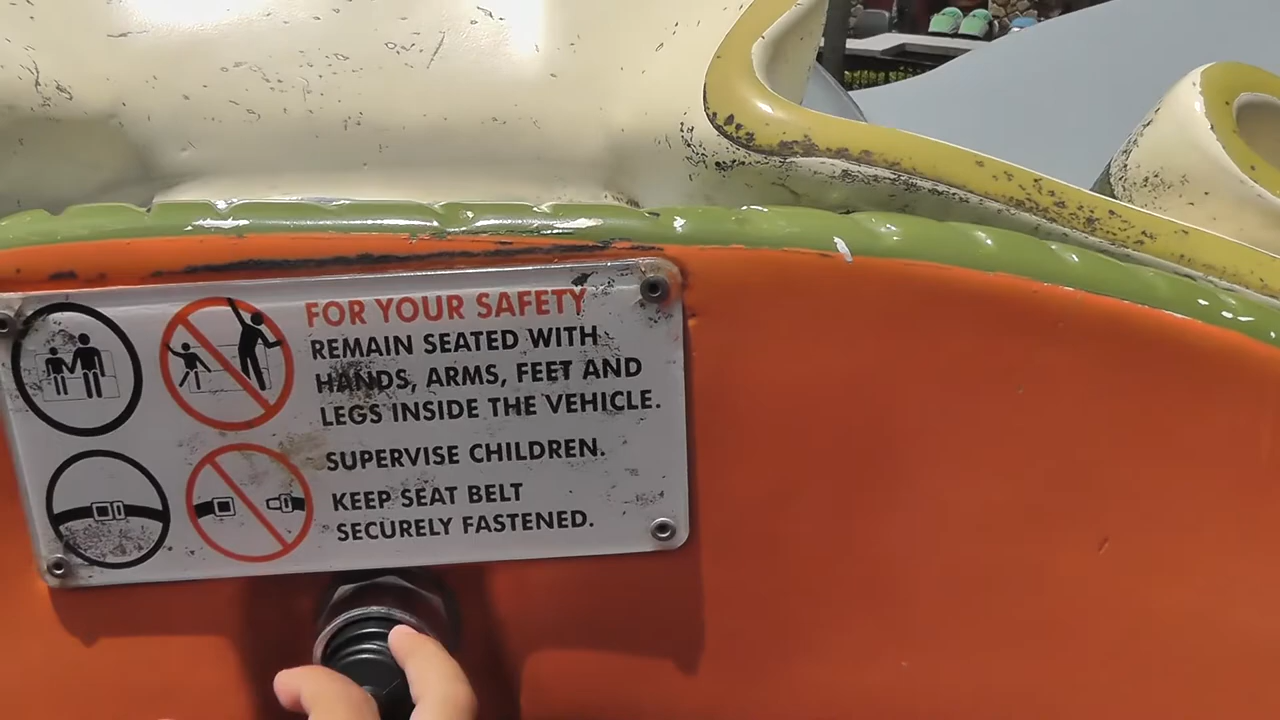 FOR YOUR SAFETY
REMAIN SEATED WITH
HANDS, ARMS, FEET AND
LEGS INSIDE THE VEHICLE.
SUPERVISE CHILDREN.
KEEP SEAT BELT
SECURELY FASTENED.